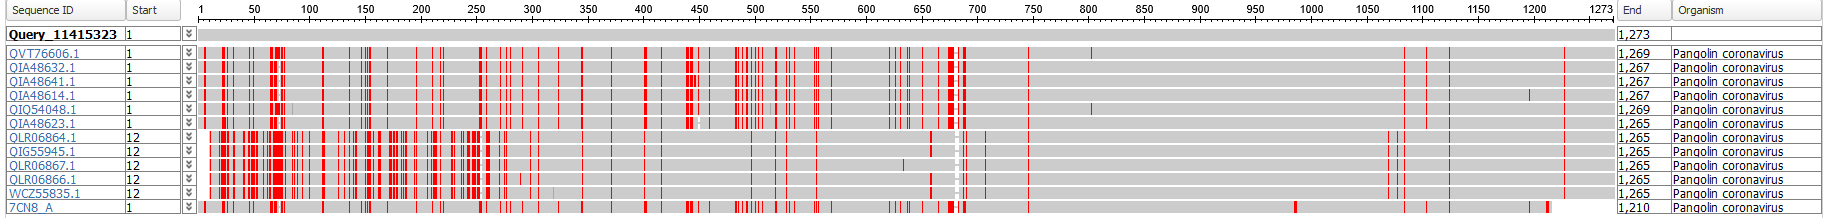 Sequence ID Start 1 50 100 150 200 250 300 350 400 450 500 550 600 650 700 750 800 850 900 950 1000 1050 1100 1150 1200 1273 End Organism
Query_11415323 1 1,273
QVT76606.1 1 1,269 Pangolin coronavirus
QIA48632.1 1 1,267 Pangolin coronavirus
QIA48641.1 1 1,267 Pangolin coronavirus
QIA48614.1 1 1,267 Pangolin coronavirus
QIQ54048.1 1 1,269 Pangolin coronavirus
QIA48623.1 1 1,265 Pangolin coronavirus
QLR06864.1 12 1,265 Pangolin coronavirus
QIG55945.1 12 1,265 Pangolin coronavirus
QLR06867.1 12 1,265 Pangolin coronavirus
QLR06866.1 12 1,265 Pangolin coronavirus
WCZ55835.1 12 1,265 Pangolin coronavirus
7CN8_A 1 1,210 Pangolin coronavirus